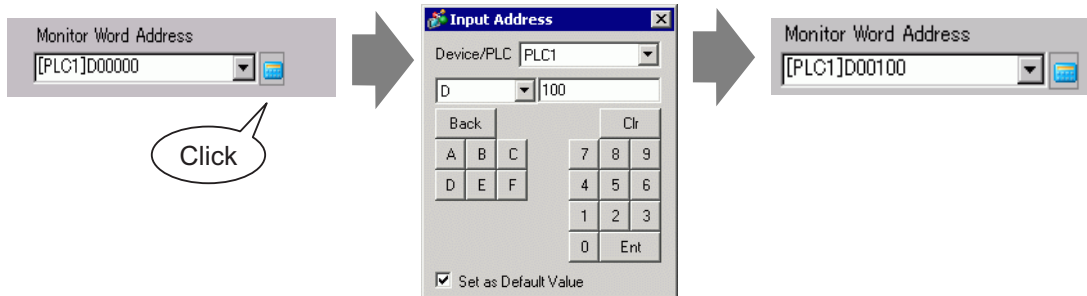 Monitor Word Address
[PLC1]D00000
Click
Input Address
Device/PLC PLC1
D 100
Back Clr
A B C 7 8 9
D E F 4 5 6
1 2 3
0 Ent
Set as Default Value
Monitor Word Address
[PLC1]D00100